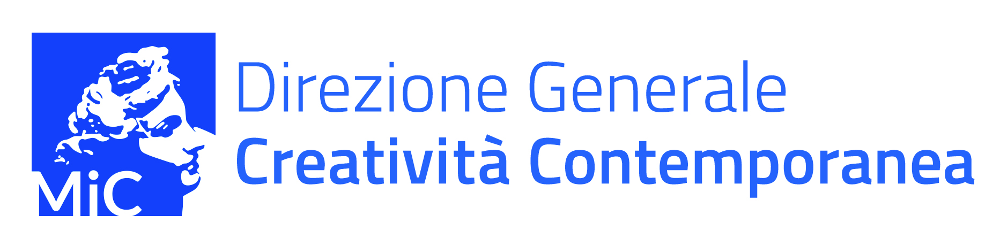 MiC
Direzione Generale
Creatività Contemporanea